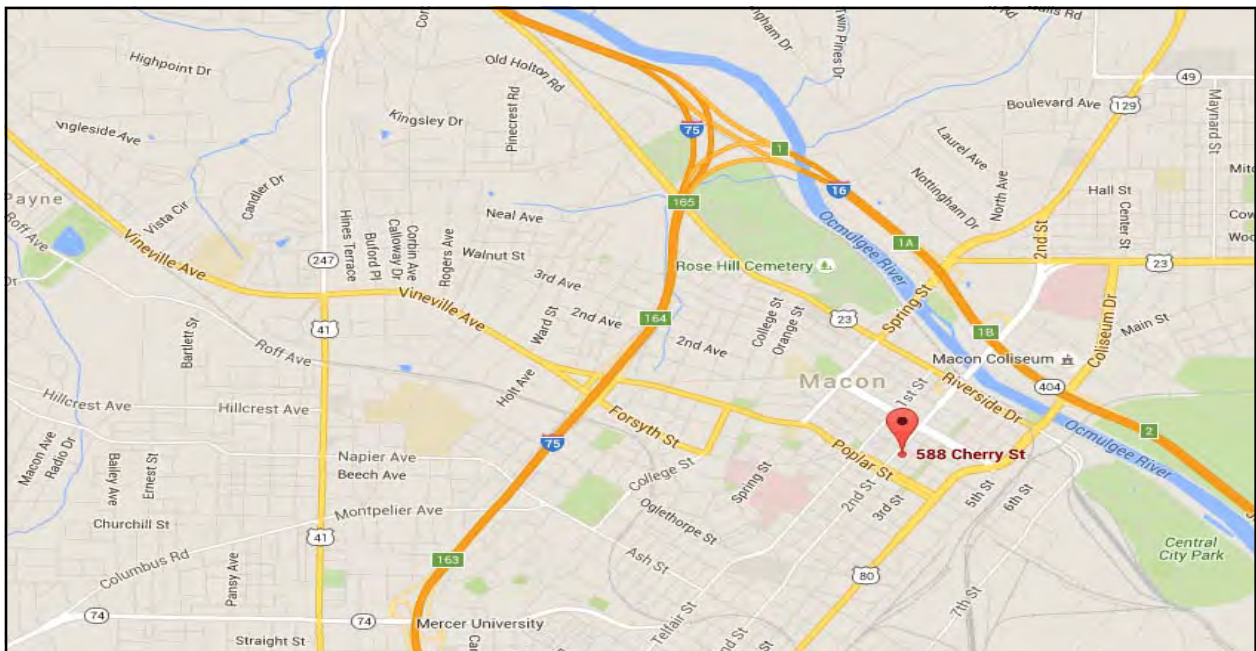 Highpoint Dr
Old Holton Rd
Twin Pines Dr
Kingsley Dr
Pinecrest Rd
75
1
16
Boulevard Ave
129
49
Maynard St
Laurel Ave
Nottingham Dr
North Ave
Hall St
Center St
2nd St
Payne
Roff Ave
Vista Cir
Candler Dr
Vineville Ave
Hines Terrace
Buford Pl
Calloway Dr
Corbin Ave
Rogers Ave
Neal Ave
Walnut St
165
Ocmulgee River
1A
247
3rd Ave
Rose Hill Cemetery
Spring St
23
41
Vineville Ave
Ward St
2nd Ave
164
2nd Ave
College St
Orange St
23
1B
Coliseum Dr
Main St
Bartlett St
Roff Ave
Macon Coliseum
Macon
1st St
404
Riverside Dr
Holt Ave
Hillcrest Ave
Hillcrest Ave
Forsyth St
588 Cherry St
Ocmulgee River
2
Macon Ave
Radio Dr
Bailey Ave
Ernest St
Napier Ave
Beech Ave
75
College St
Spring St
Poplar St
2nd St
3rd St
5th St
6th St
Churchill St
Montpelier Ave
Oglethorpe St
41
Columbus Rd
Pansy Ave
163
Ash St
80
Central
City Park
74
74
Mercer University
Straight St
Telfair St
7th St